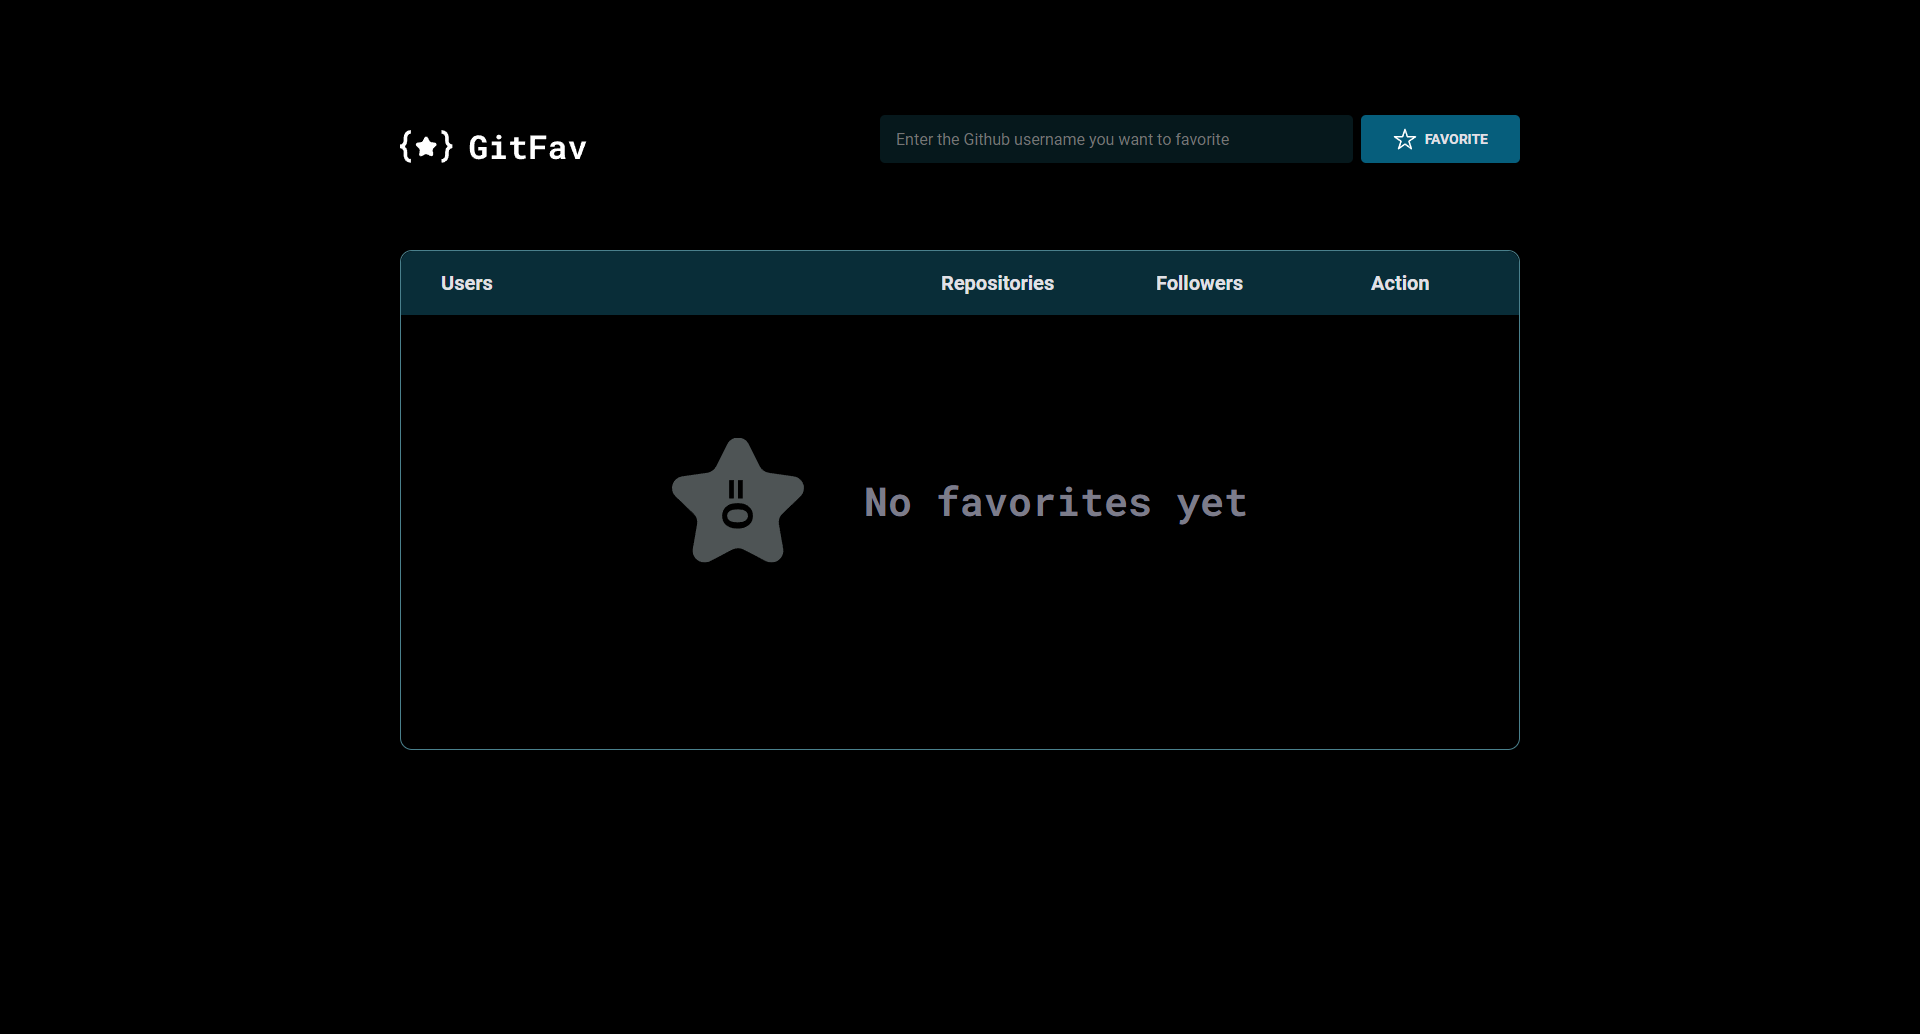 {★} GitFav
Enter the Github username you want to favorite
FAVORITE
Users Repositories Followers Action
No favorites yet